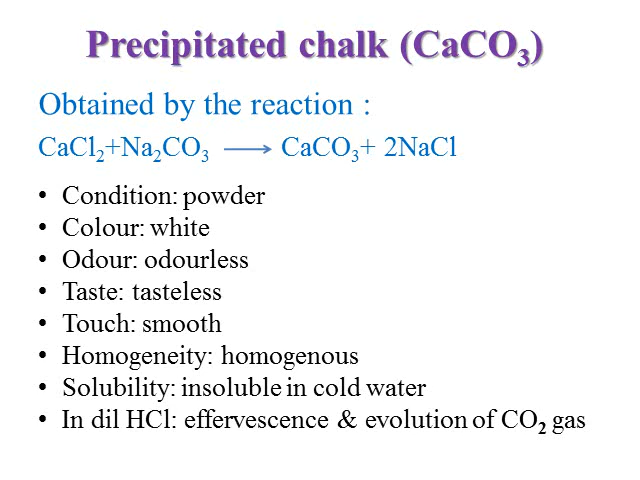 Precipitated chalk (CaCO₃)
Obtained by the reaction :
CaCl₂+Na₂CO₃ ⟶ CaCO₃+ 2NaCl
• Condition: powder
• Colour: white
• Odour: odourless
• Taste: tasteless
• Touch: smooth
• Homogeneity: homogenous
• Solubility: insoluble in cold water
• In dil HCl: effervescence & evolution of CO₂ gas